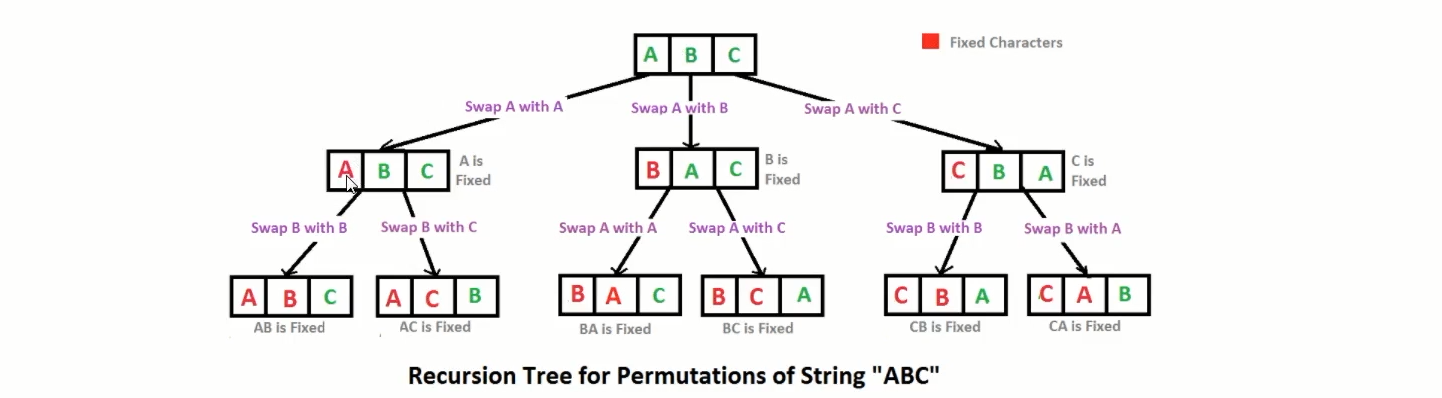 A B C
Fixed Characters
Swap A with A
Swap A with B
Swap A with C
A B C
A is
Fixed
B A C
B is
Fixed
C B A
C is
Fixed
Swap B with B
Swap B with C
Swap A with A
Swap A with C
Swap B with B
Swap B with A
A B C
A C B
B A C
B C A
C B A
C A B
AB is Fixed
AC is Fixed
BA is Fixed
BC is Fixed
CB is Fixed
CA is Fixed
Recursion Tree for Permutations of String "ABC"